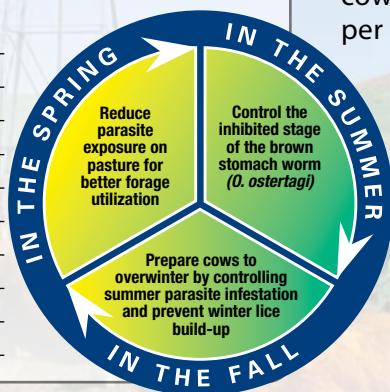 cow
per
IN THE SPRING
Reduce
parasite
exposure on
pasture for
better forage
utilization
IN THE SUMMER
Control the
inhibited stage
of the brown
stomach worm
(O. ostertagi)
Prepare cows to
overwinter by controlling
summer parasite infestation
and prevent winter lice
build-up
IN THE FALL